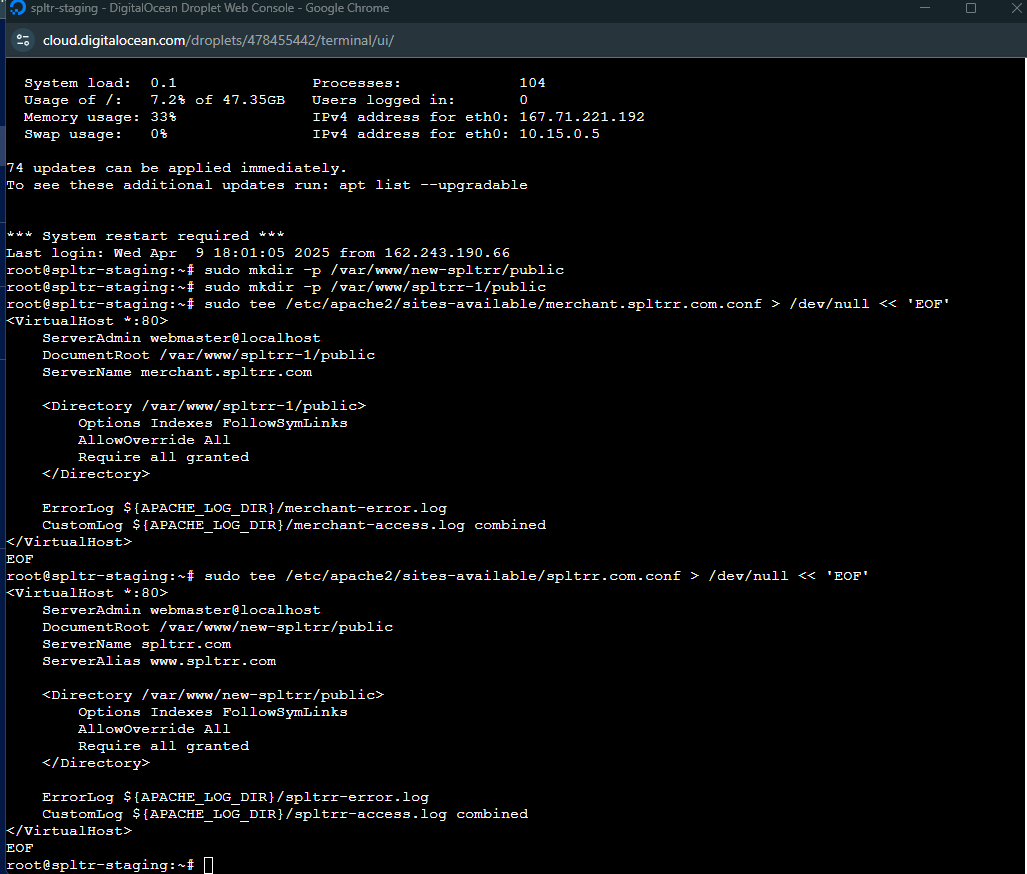 spltr-staging - DigitalOcean Droplet Web Console - Google Chrome
cloud.digitalocean.com/droplets/478455442/terminal/ui/
System load: 0.1 Processes: 104
Usage of /: 7.2% of 47.35GB Users logged in: 0
Memory usage: 33% IPv4 address for eth0: 167.71.221.192
Swap usage: 0% IPv4 address for eth0: 10.15.0.5
74 updates can be applied immediately.
To see these additional updates run: apt list --upgradable
*** System restart required ***
Last login: Wed Apr  9 18:01:05 2025 from 162.243.190.66
root@spltr-staging:~# sudo mkdir -p /var/www/new-spltrr/public
root@spltr-staging:~# sudo mkdir -p /var/www/spltrr-1/public
root@spltr-staging:~# sudo tee /etc/apache2/sites-available/merchant.spltrr.com.conf > /dev/null << 'EOF'
<VirtualHost *:80>
    ServerAdmin webmaster@localhost
    DocumentRoot /var/www/spltrr-1/public
    ServerName merchant.spltrr.com
    <Directory /var/www/spltrr-1/public>
        Options Indexes FollowSymLinks
        AllowOverride All
        Require all granted
    </Directory>
    ErrorLog ${APACHE_LOG_DIR}/merchant-error.log
    CustomLog ${APACHE_LOG_DIR}/merchant-access.log combined
</VirtualHost>
EOF
root@spltr-staging:~# sudo tee /etc/apache2/sites-available/spltrr.com.conf > /dev/null << 'EOF'
<VirtualHost *:80>
    ServerAdmin webmaster@localhost
    DocumentRoot /var/www/new-spltrr/public
    ServerName spltrr.com
    ServerAlias www.spltrr.com
    <Directory /var/www/new-spltrr/public>
        Options Indexes FollowSymLinks
        AllowOverride All
        Require all granted
    </Directory>
    ErrorLog ${APACHE_LOG_DIR}/spltrr-error.log
    CustomLog ${APACHE_LOG_DIR}/spltrr-access.log combined
</VirtualHost>
EOF
root@spltr-staging:~#